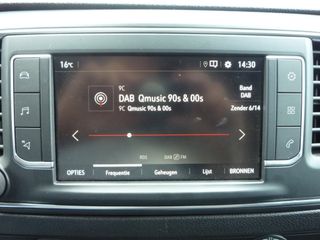 16°C
14:30
9C
DAB Qmusic 90s & 00s
9C Qmusic 90s & 00s
Band
DAB
Zender 6/14
RDS DAB FM
OPTIES Frequentie Geheugen Lijst BRONNEN